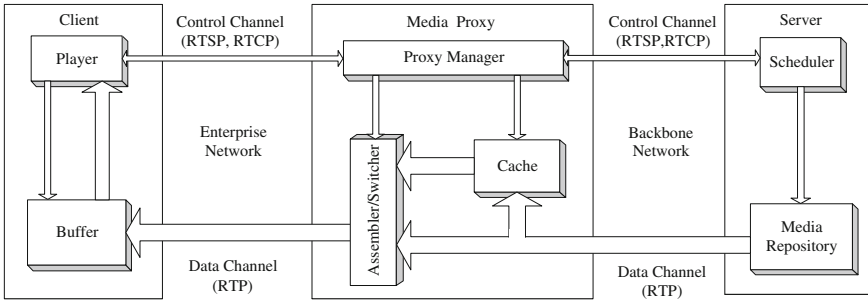 Client
Control Channel
(RTSP, RTCP)
Media Proxy
Control Channel
(RTSP,RTCP)
Server
Player
Proxy Manager
Scheduler
Enterprise
Network
Assembler/Switcher
Cache
Backbone
Network
Buffer
Media
Repository
Data Channel
(RTP)
Data Channel
(RTP)